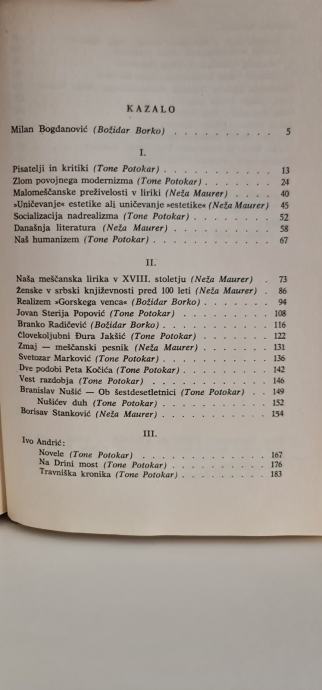 KAZALO
Milan Bogdanović (Božidar Borko) . . . . . . . . . . 5
I.
Pisatelji in kritiki (Tone Potokar) . . . . . . . . . . 13
Zlom povojnega modernizma (Tone Potokar) . . . . . . . 24
Malomeščanske preživelosti v liriki (Neža Maurer) . . . . 40
»Uničevanje« estetike ali uničevanje »estetike« (Neža Maurer) 45
Socializacija nadrealizma (Tone Potokar) . . . . . . . . 52
Današnja literatura (Neža Maurer) . . . . . . . . . . 58
Naš humanizem (Tone Potokar) . . . . . . . . . . . 67
II.
Naša meščanska lirika v XVIII. stoletju (Neža Maurer) . 73
Ženske v srbski književnosti pred 100 leti (Neža Maurer) . 86
Realizem »Gorskega venca« (Božidar Borko) . . . . . . 94
Jovan Sterija Popović (Tone Potokar) . . . . . . . . 108
Branko Radičević (Božidar Borko) . . . . . . . . . . 116
Človekoljubni Đura Jakšić (Tone Potokar) . . . . . . 122
Zmaj — meščanski pesnik (Neža Maurer) . . . . . . . 131
Svetozar Marković (Tone Potokar) . . . . . . . . . . 136
Dve podobi Peta Kočića (Tone Potokar) . . . . . . . 142
Vest razdobja (Tone Potokar) . . . . . . . . . . . 146
Branislav Nušić — Ob šestdesetletnici (Tone Potokar) . . 149
Nušićev duh (Tone Potokar) . . . . . . . . . . 152
Borisav Stanković (Neža Maurer) . . . . . . . . . . 154
III.
Ivo Andrić:
Novele (Tone Potokar) . . . . . . . . . . . . 167
Na Drini most (Tone Potokar) . . . . . . . . . . 176
Travniška kronika (Tone Potokar) . . . . . . . . . 183